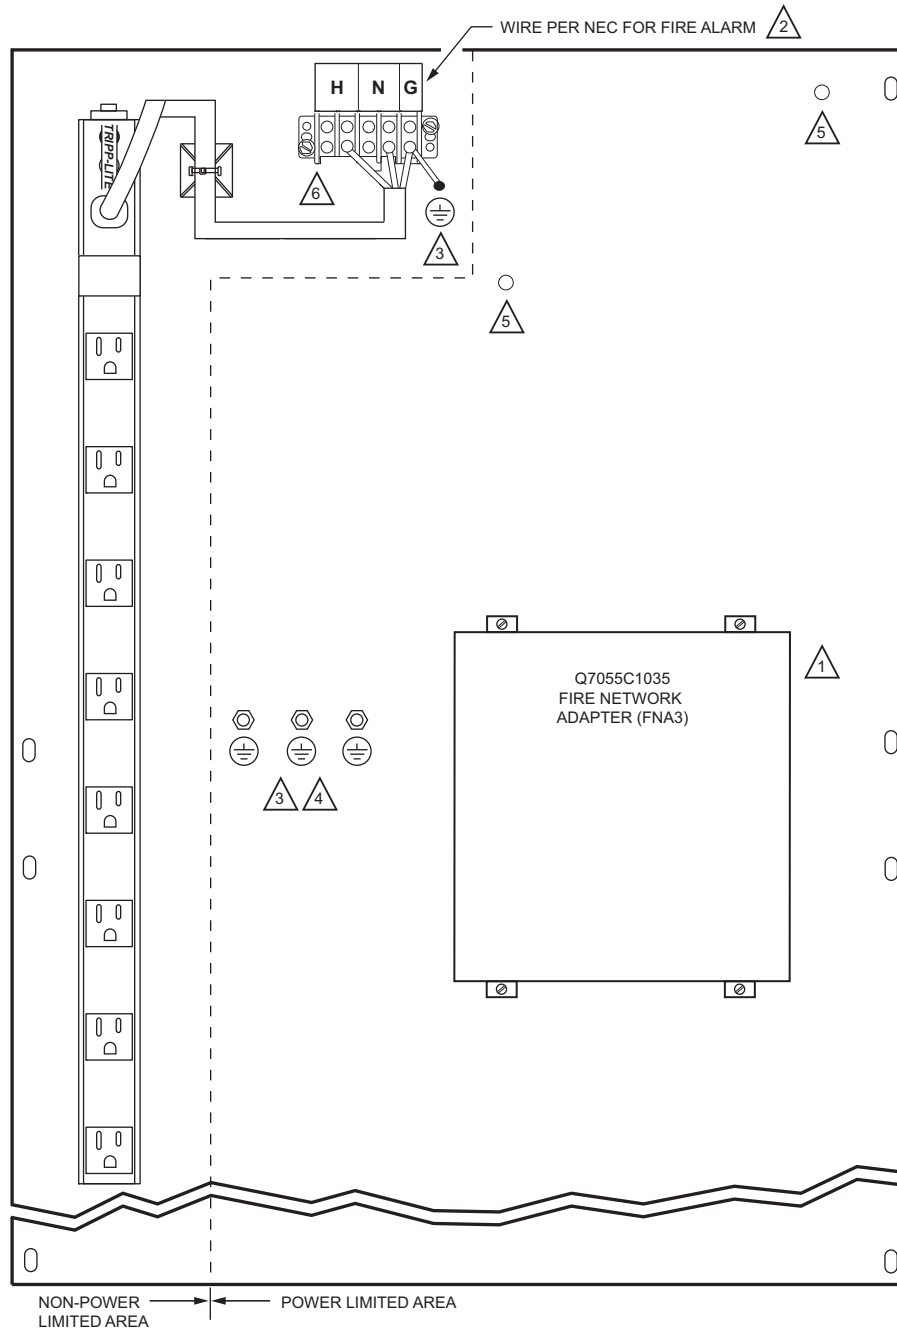 WIRE PER NEC FOR FIRE ALARM 2
H N G
5
TRIPP-LITE
6
3
5
Q7055C1035
FIRE NETWORK
ADAPTER (FNA3)
1
3 4
NON-POWER
LIMITED AREA
POWER LIMITED AREA